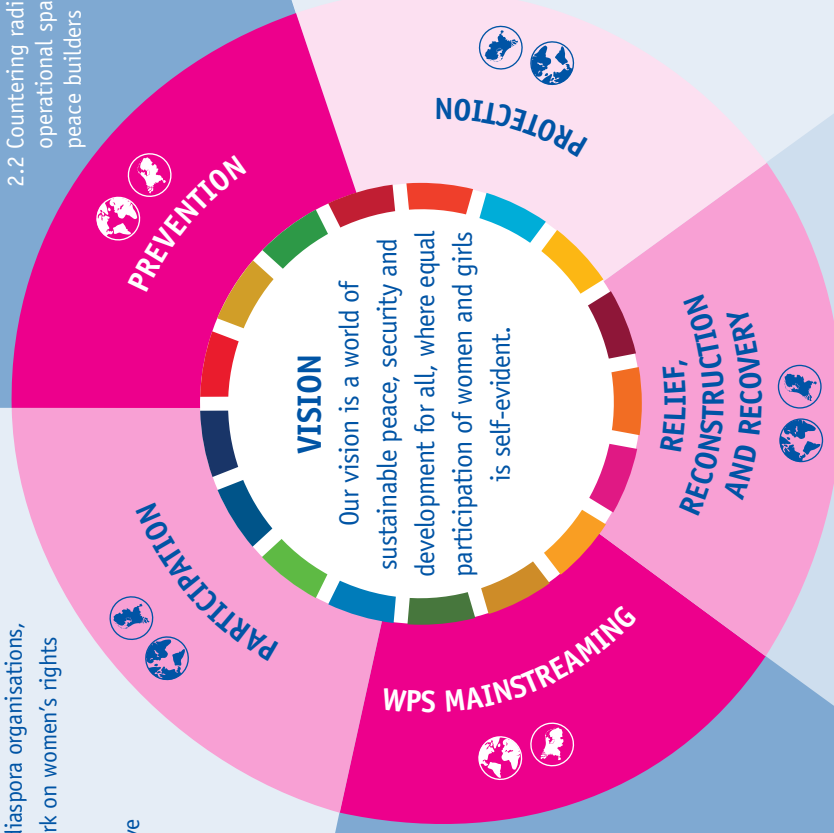 2.2 Countering radi
operational spa
peace builders
PREVENTION
PROTECTION
RELIEF,
RECONSTRUCTION
AND RECOVERY
WPS MAINSTREAMING
PARTICIPATION
VISION
Our vision is a world of
sustainable peace, security and
development for all, where equal
participation of women and girls
is self-evident.
liaspora organisations,
rk on women's rights
ve